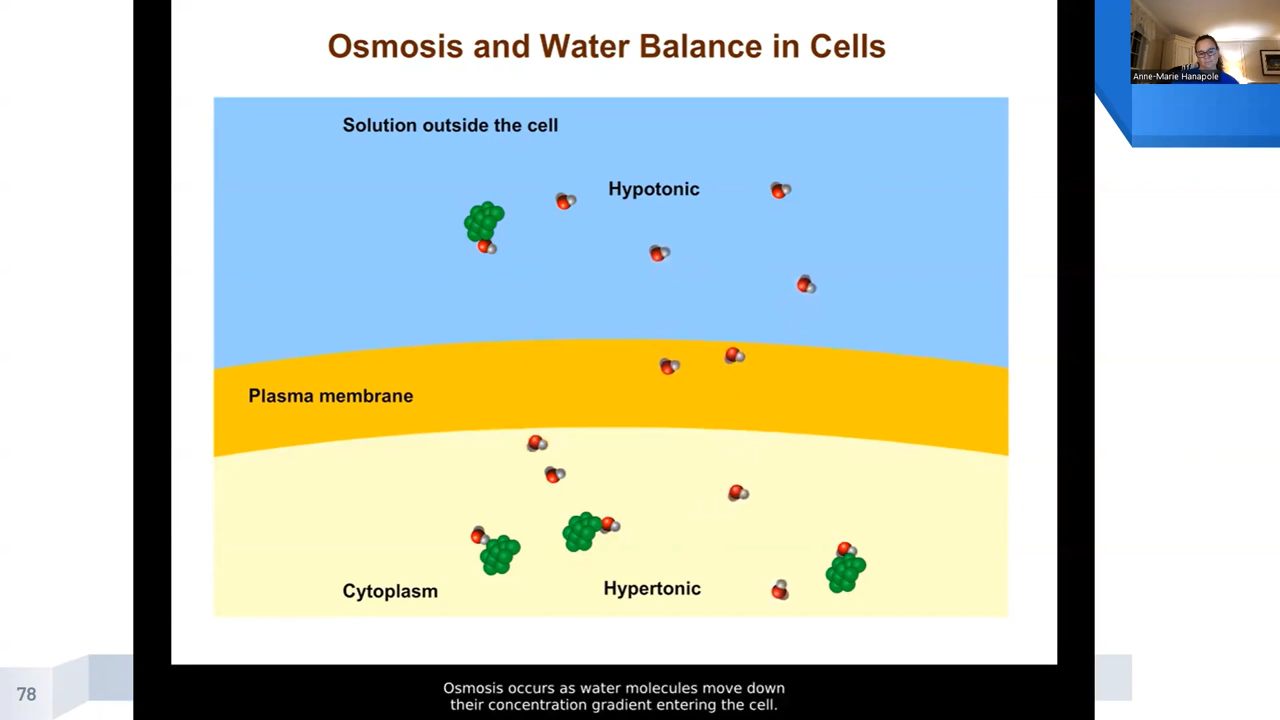 Osmosis and Water Balance in Cells
Anne-Marie Hanapole
Solution outside the cell
Hypotonic
Plasma membrane
Cytoplasm
Hypertonic
78
Osmosis occurs as water molecules move down
their concentration gradient entering the cell.